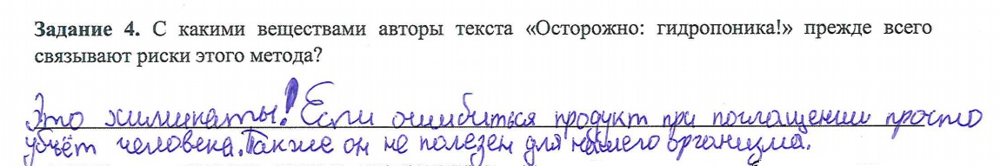 Задание 4. С какими веществами авторы текста «Осторожно: гидропоника!» прежде всего
связывают риски этого метода?
Это химикаты! Если ошибиться продукт при поглащении просто
убъёт человека. Также он не полезен для нашего организма.